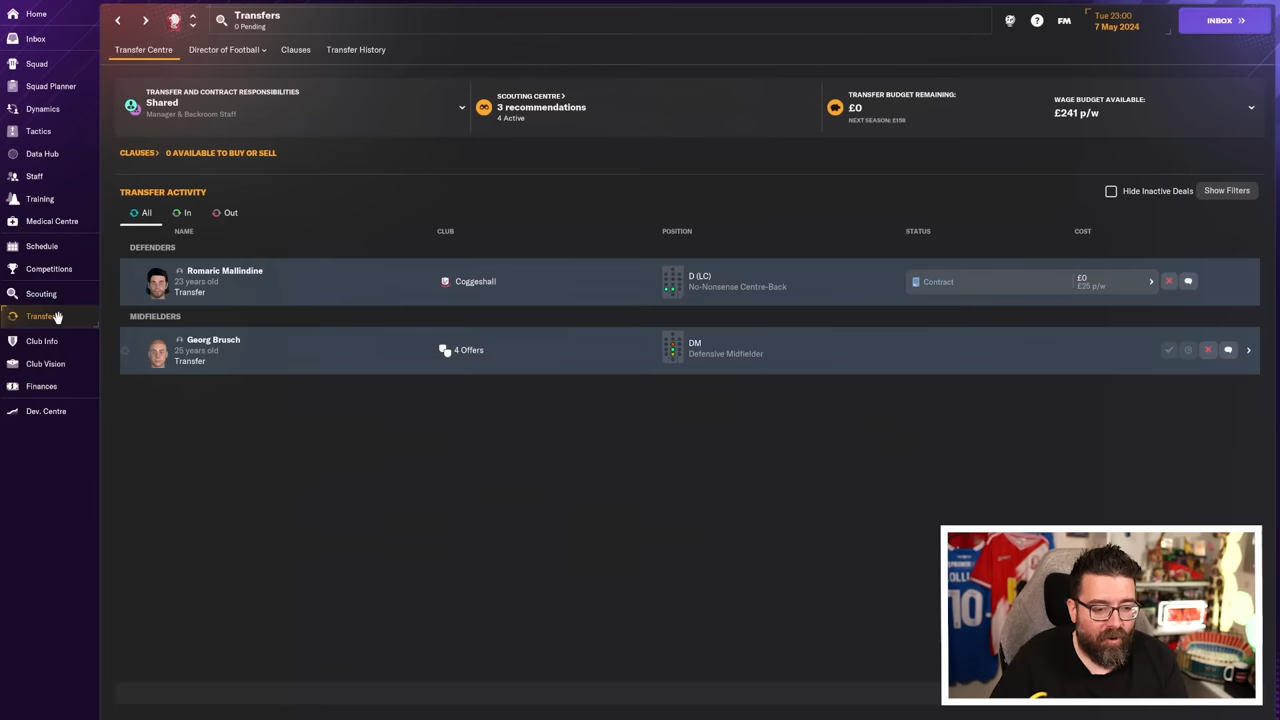 Home
Inbox
Squad
Squad Planner
Dynamics
Tactics
Data Hub
Staff
Training
Medical Centre
Schedule
Competitions
Scouting
Transfer
Club Info
Club Vision
Finances
Dev. Centre
Transfers
0 Pending
FM
Tue 23:00
7 May 2024
INBOX
Transfer Centre
Director of Football
Clauses
Transfer History
TRANSFER AND CONTRACT RESPONSIBILITIES
Shared
Manager & Backroom Staff
SCOUTING CENTRE >
3 recommendations
4 Active
TRANSFER BUDGET REMAINING:
£0
WAGE BUDGET AVAILABLE:
£241 p/w
CLAUSES > 0 AVAILABLE TO BUY OR SELL
TRANSFER ACTIVITY
Hide Inactive Deals
Show Filters
All
In
Out
NAME
CLUB
POSITION
STATUS
COST
DEFENDERS
Romaric Mallindine
23 years old
Transfer
Coggeshall
D (LC)
No-Nonsense Centre-Back
Contract
£0
£25 p/w
MIDFIELDERS
Georg Brusch
25 years old
Transfer
4 Offers
DM
Defensive Midfielder
10